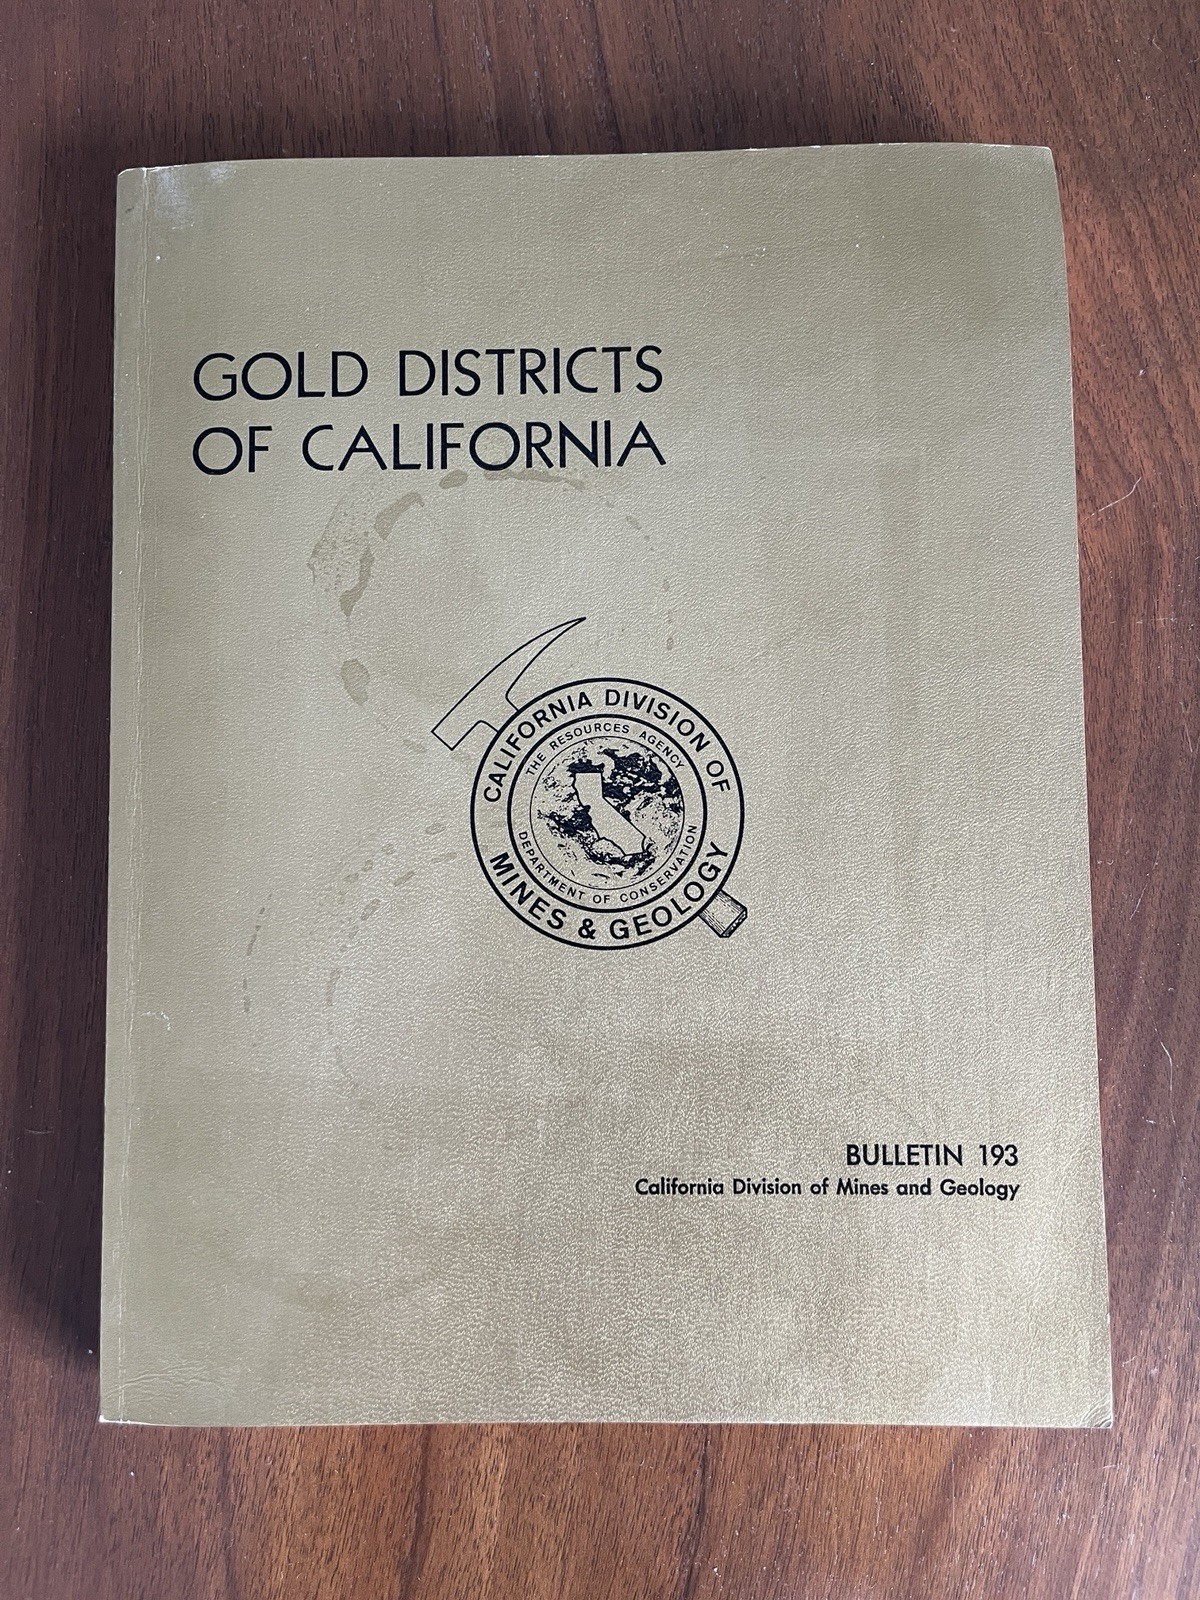 GOLD DISTRICTS
OF CALIFORNIA
CALIFORNIA DIVISION OF
MINES & GEOLOGY
THE RESOURCES AGENCY
DEPARTMENT OF CONSERVATION
BULLETIN 193
California Division of Mines and Geology